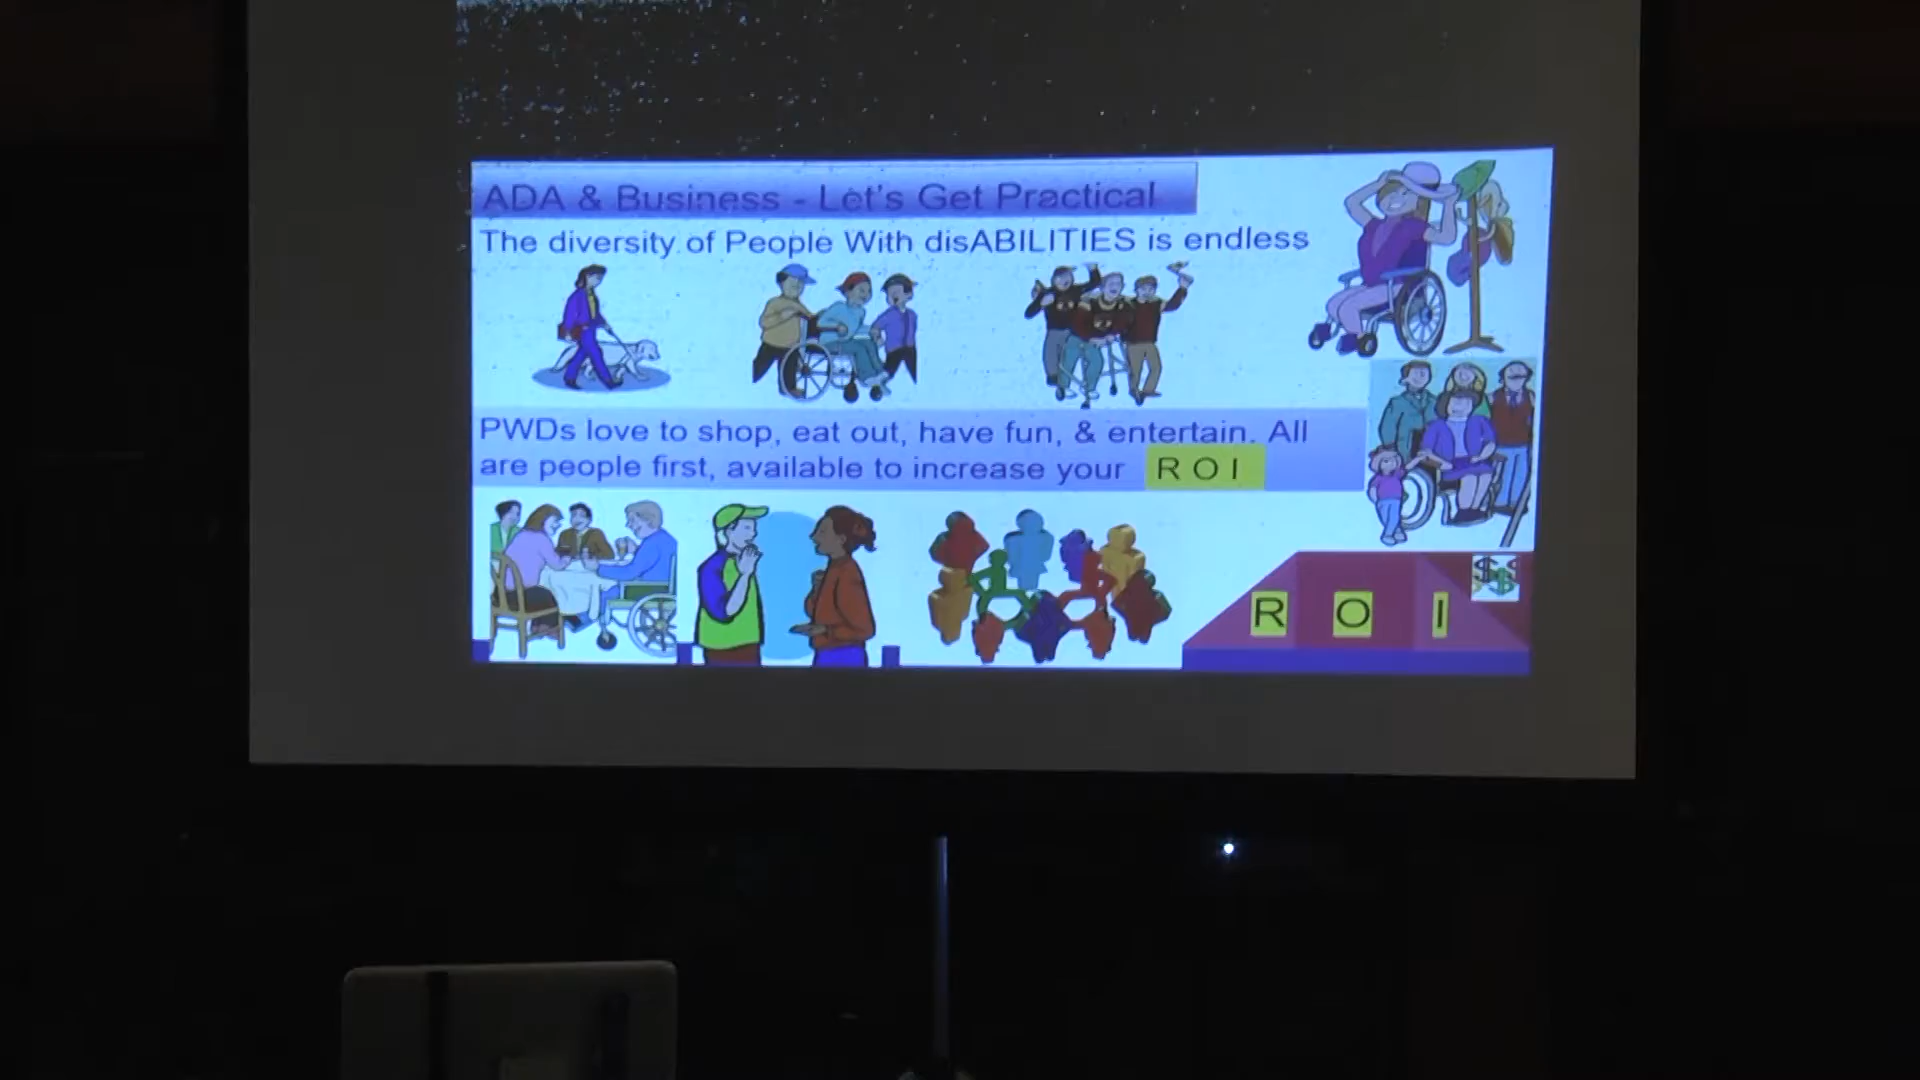 ADA & Business - Let's Get Practical
The diversity of People With disABILITIES is endless
PWDs love to shop, eat out, have fun, & entertain. All
are people first, available to increase your R O I
$$
R O I